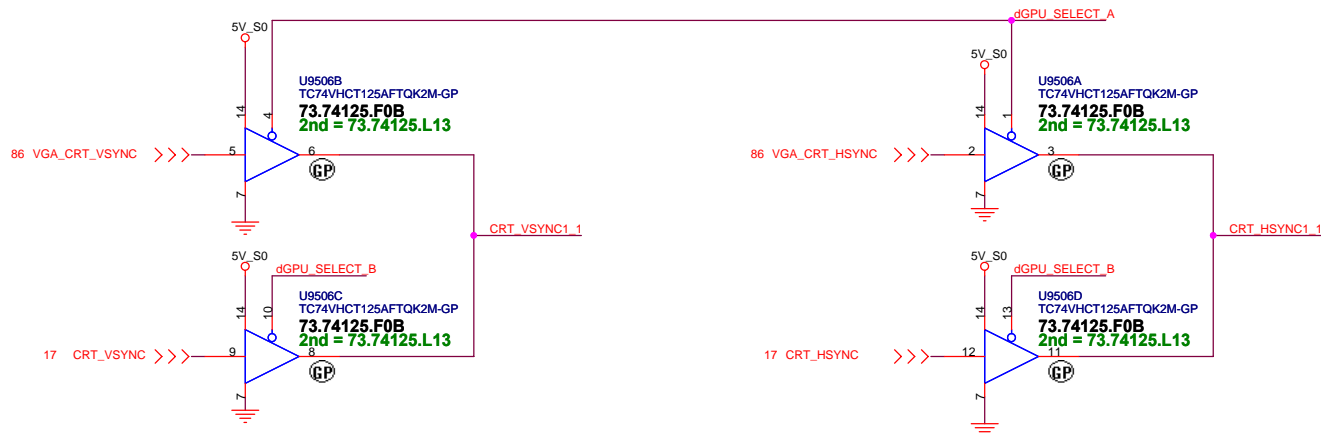 dGPU_SELECT_A
5V_S0
14
4
U9506B
TC74VHCT125AFTQK2M-GP
73.74125.F0B
2nd = 73.74125.L13
86 VGA_CRT_VSYNC
5
6
GP
7
5V_S0
14
1
U9506A
TC74VHCT125AFTQK2M-GP
73.74125.F0B
2nd = 73.74125.L13
86 VGA_CRT_HSYNC
2
3
GP
7
CRT_VSYNC1_1
CRT_HSYNC1_1
5V_S0
dGPU_SELECT_B
14
10
U9506C
TC74VHCT125AFTQK2M-GP
73.74125.F0B
2nd = 73.74125.L13
17 CRT_VSYNC
9
8
GP
7
5V_S0
dGPU_SELECT_B
14
13
U9506D
TC74VHCT125AFTQK2M-GP
73.74125.F0B
2nd = 73.74125.L13
17 CRT_HSYNC
12
11
GP
7